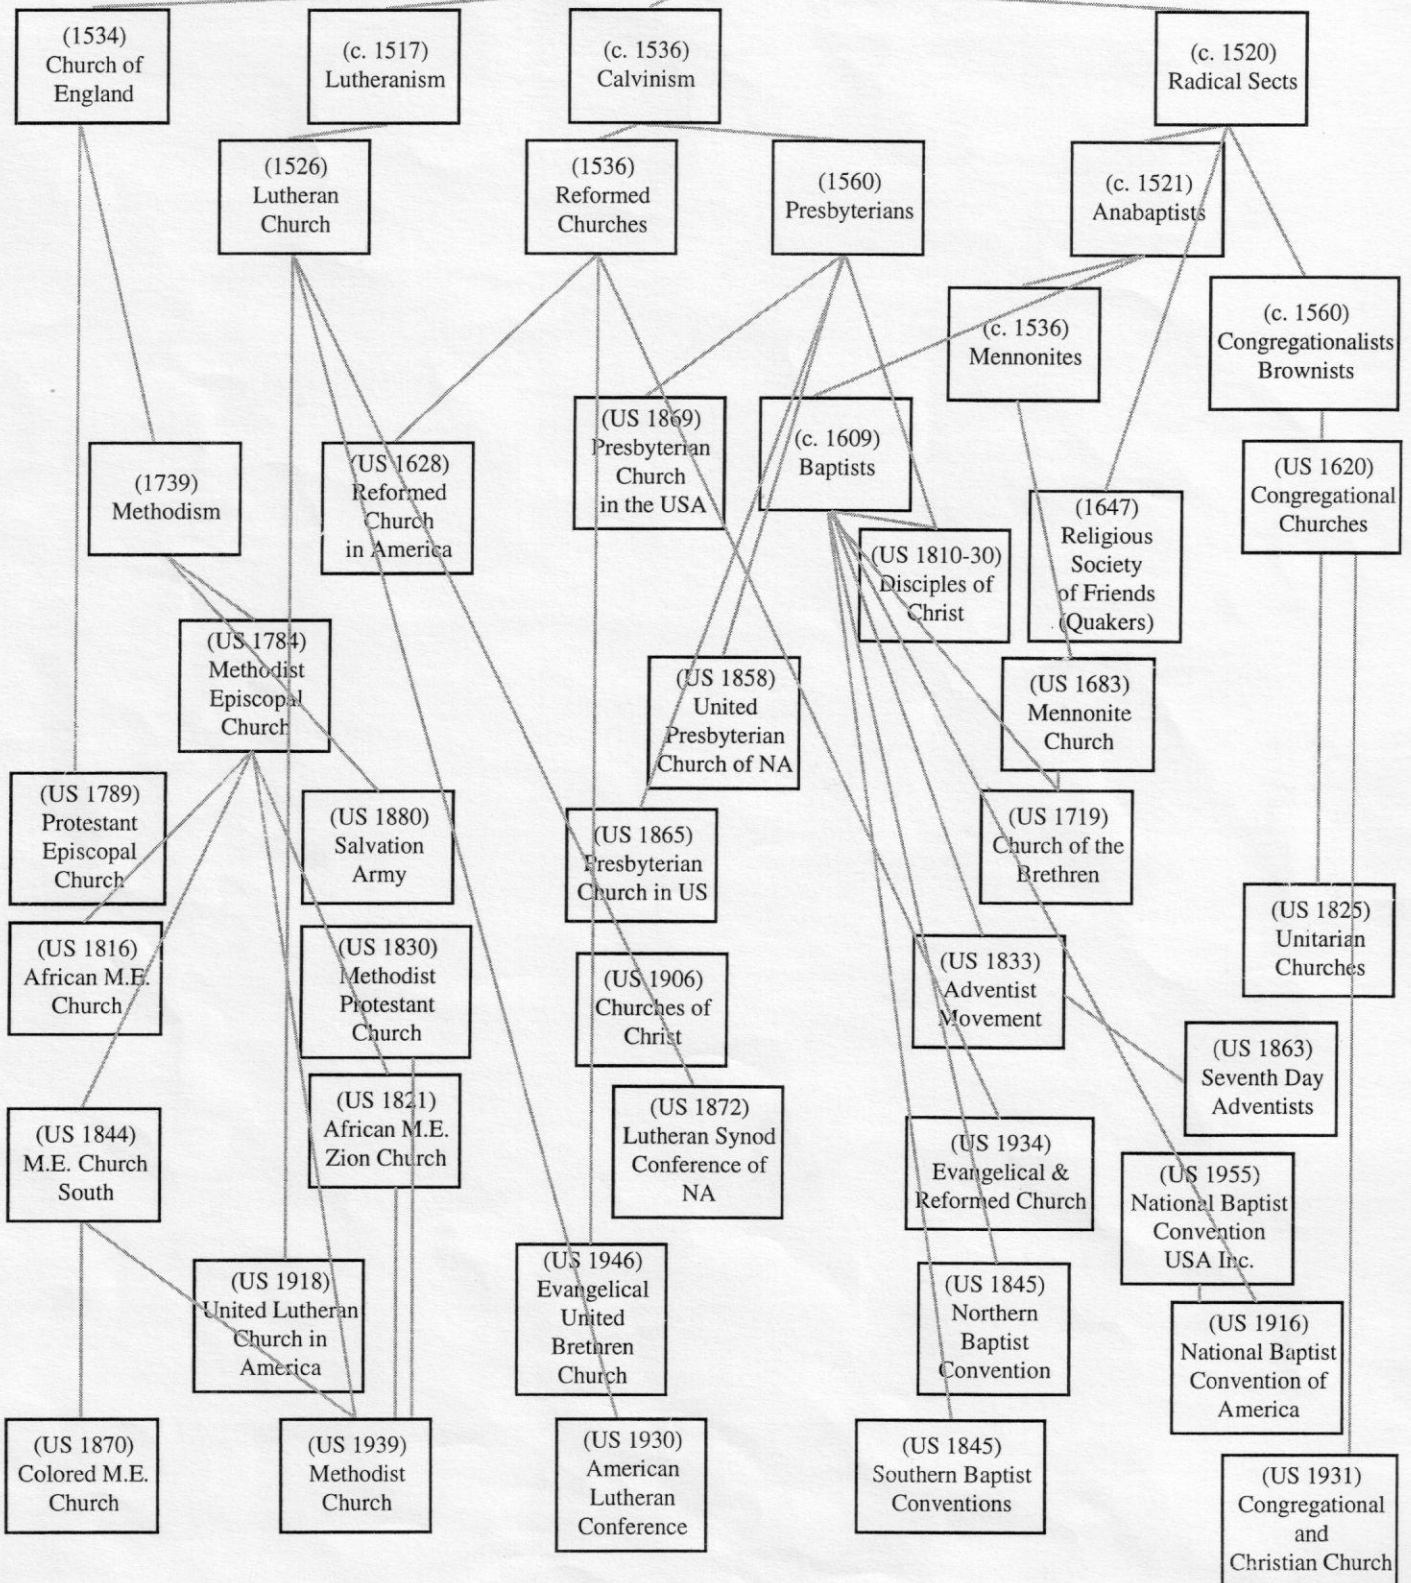 (1534)
Church of
England
(c. 1517)
Lutheranism
(c. 1536)
Calvinism
(c. 1520)
Radical Sects
(1526)
Lutheran
Church
(1536)
Reformed
Churches
(1560)
Presbyterians
(c. 1521)
Anabaptists
(c. 1536)
Mennonites
(c. 1560)
Congregationalists
Brownists
(1739)
Methodism
(US 1628)
Reformed
Church
in America
(US 1869)
Presbyterian
Church
in the USA
(c. 1609)
Baptists
(US 1620)
Congregational
Churches
(1647)
Religious
Society
of Friends
(Quakers)
(US 1810-30)
Disciples of
Christ
(US 1784)
Methodist
Episcopal
Church
(US 1858)
United
Presbyterian
Church of NA
(US 1683)
Mennonite
Church
(US 1789)
Protestant
Episcopal
Church
(US 1880)
Salvation
Army
(US 1865)
Presbyterian
Church in US
(US 1719)
Church of the
Brethren
(US 1825)
Unitarian
Churches
(US 1816)
African M.E.
Church
(US 1830)
Methodist
Protestant
Church
(US 1906)
Churches of
Christ
(US 1833)
Adventist
Movement
(US 1863)
Seventh Day
Adventists
(US 1844)
M.E. Church
South
(US 1821)
African M.E.
Zion Church
(US 1872)
Lutheran Synod
Conference of
NA
(US 1934)
Evangelical &
Reformed Church
(US 1955)
National Baptist
Convention
USA Inc.
(US 1918)
United Lutheran
Church in
America
(US 1946)
Evangelical
United
Brethren
Church
(US 1845)
Northern
Baptist
Convention
(US 1916)
National Baptist
Convention of
America
(US 1870)
Colored M.E.
Church
(US 1939)
Methodist
Church
(US 1930)
American
Lutheran
Conference
(US 1845)
Southern Baptist
Conventions
(US 1931)
Congregational
and
Christian Church